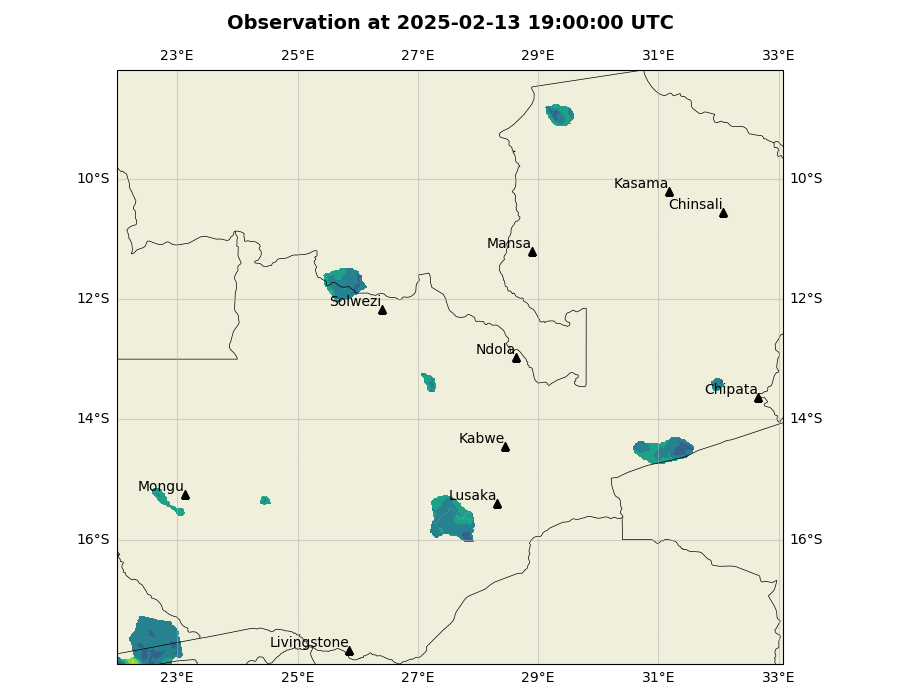 Observation at 2025-02-13 19:00:00 UTC
23°E 25°E 27°E 29°E 31°E 33°E
10°S 10°S
Kasama
Chinsali
Mansa
12°S 12°S
Solwezi
Ndola
Chipata
14°S 14°S
Kabwe
Mongu
Lusaka
16°S 16°S
Livingstone
23°E 25°E 27°E 29°E 31°E 33°E